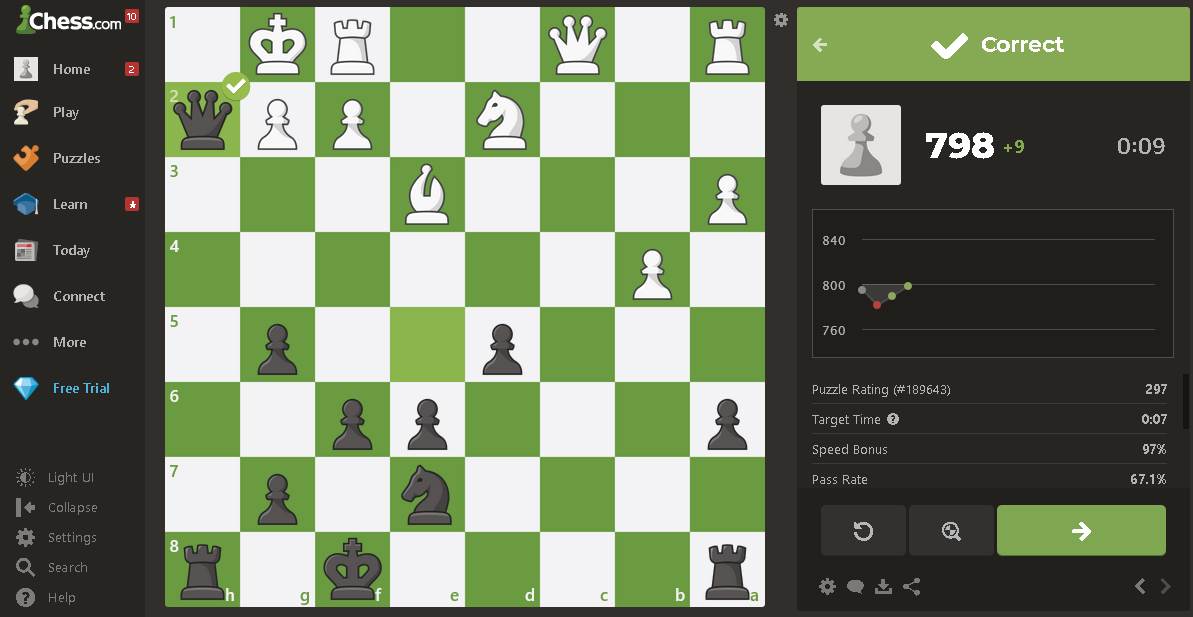 Chess.com 10
Home 2
Play
Puzzles
Learn
Today
Connect
More
Free Trial
Light UI
Collapse
Settings
Search
Help
1
2
3
4
5
6
7
8
h g f e d c b a
Correct
798 +9 0:09
840
800
760
Puzzle Rating (#189643) 297
Target Time ? 0:07
Speed Bonus 97%
Pass Rate 67.1%